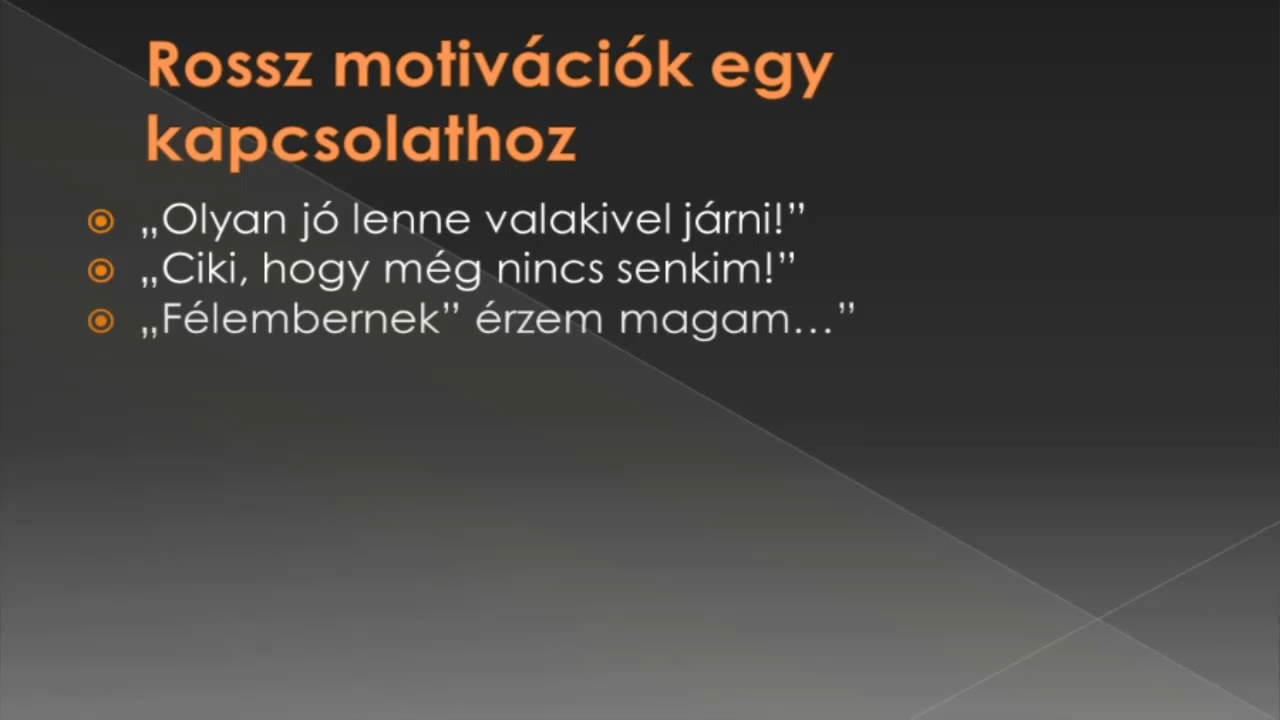 Rossz motivációk egy
kapcsolathoz
„Olyan jó lenne valakivel járni!”
„Ciki, hogy még nincs senkim!”
„Félembernek” érzem magam…”